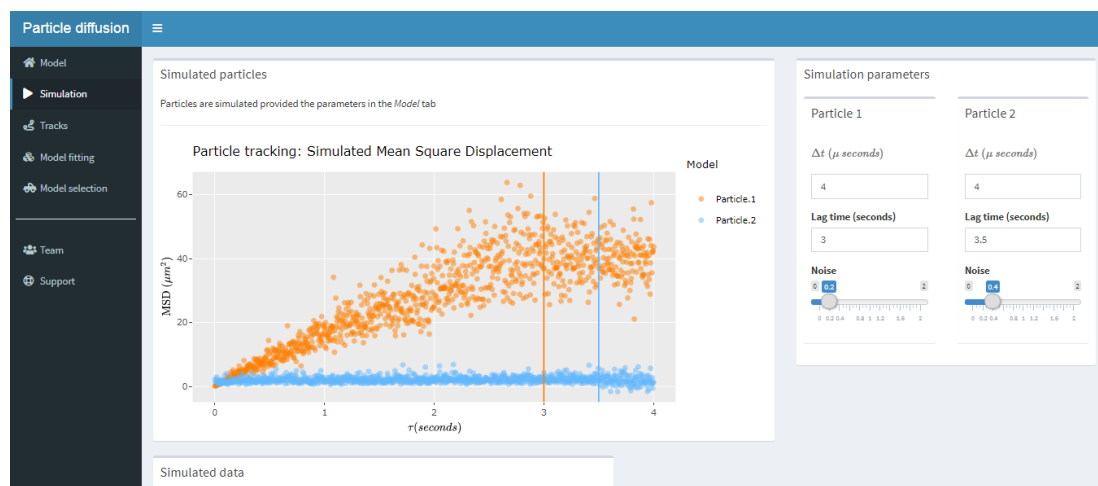 Particle diffusion
Model
Simulation
Tracks
Model fitting
Model selection
Team
Support
Simulated particles
Particles are simulated provided the parameters in the Model tab
Particle tracking: Simulated Mean Square Displacement
Model
Particle.1
Particle.2
MSD (μm²)
60
40
20
0
0 1 2 3 4
τ(seconds)
Simulated data
Simulation parameters
Particle 1
Δt (μ seconds)
4
Lag time (seconds)
3
Noise
0 0.2 2
0 0.2 0.4 0.8 1 1.2 1.6 2
Particle 2
Δt (μ seconds)
4
Lag time (seconds)
3.5
Noise
0 0.4 2
0 0.2 0.4 0.8 1 1.2 1.6 2